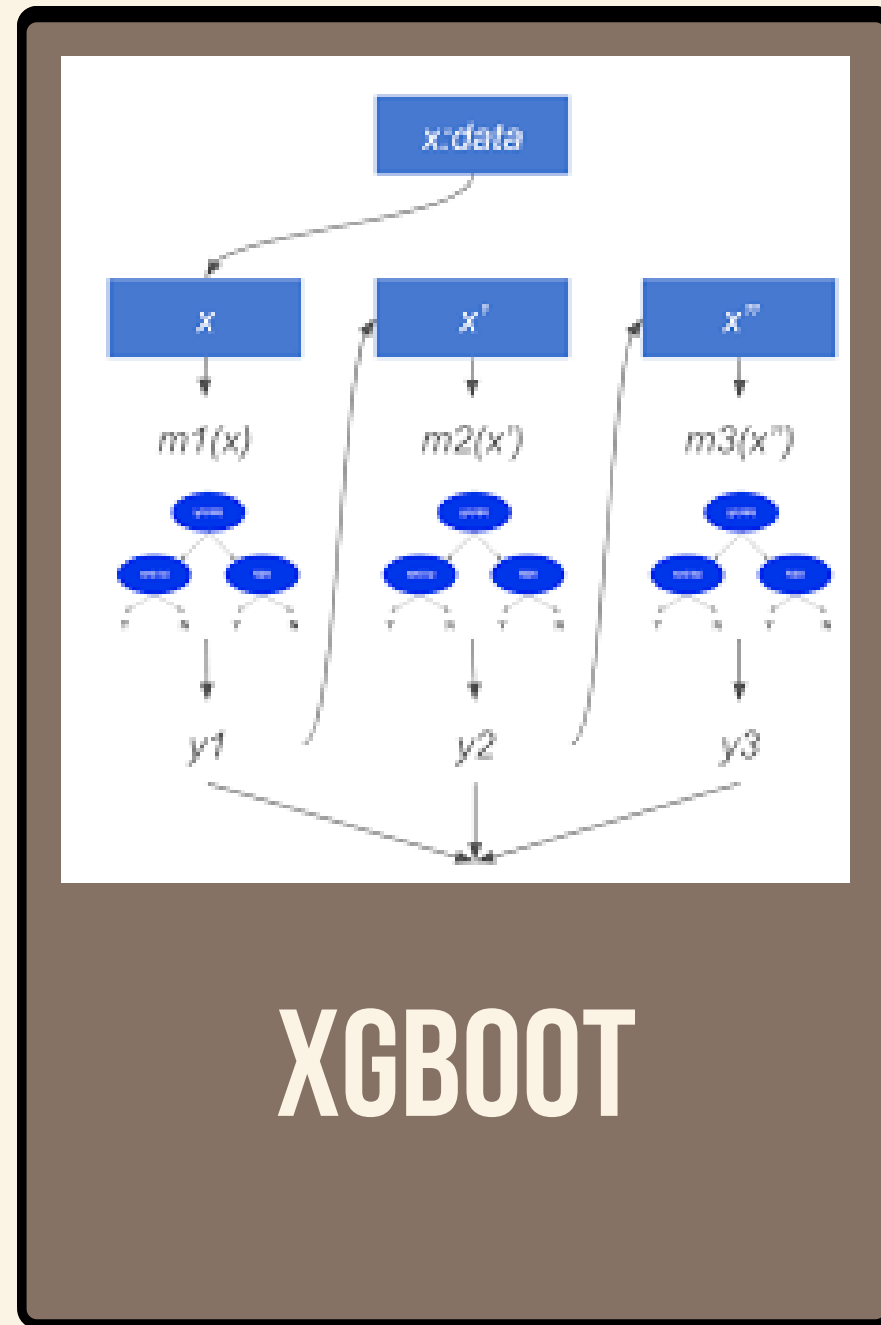 x:data
x x' x"
m1(x) m2(x') m3(x")
Y N Y N Y N Y N Y N Y N
y1 y2 y3
XGBOOT